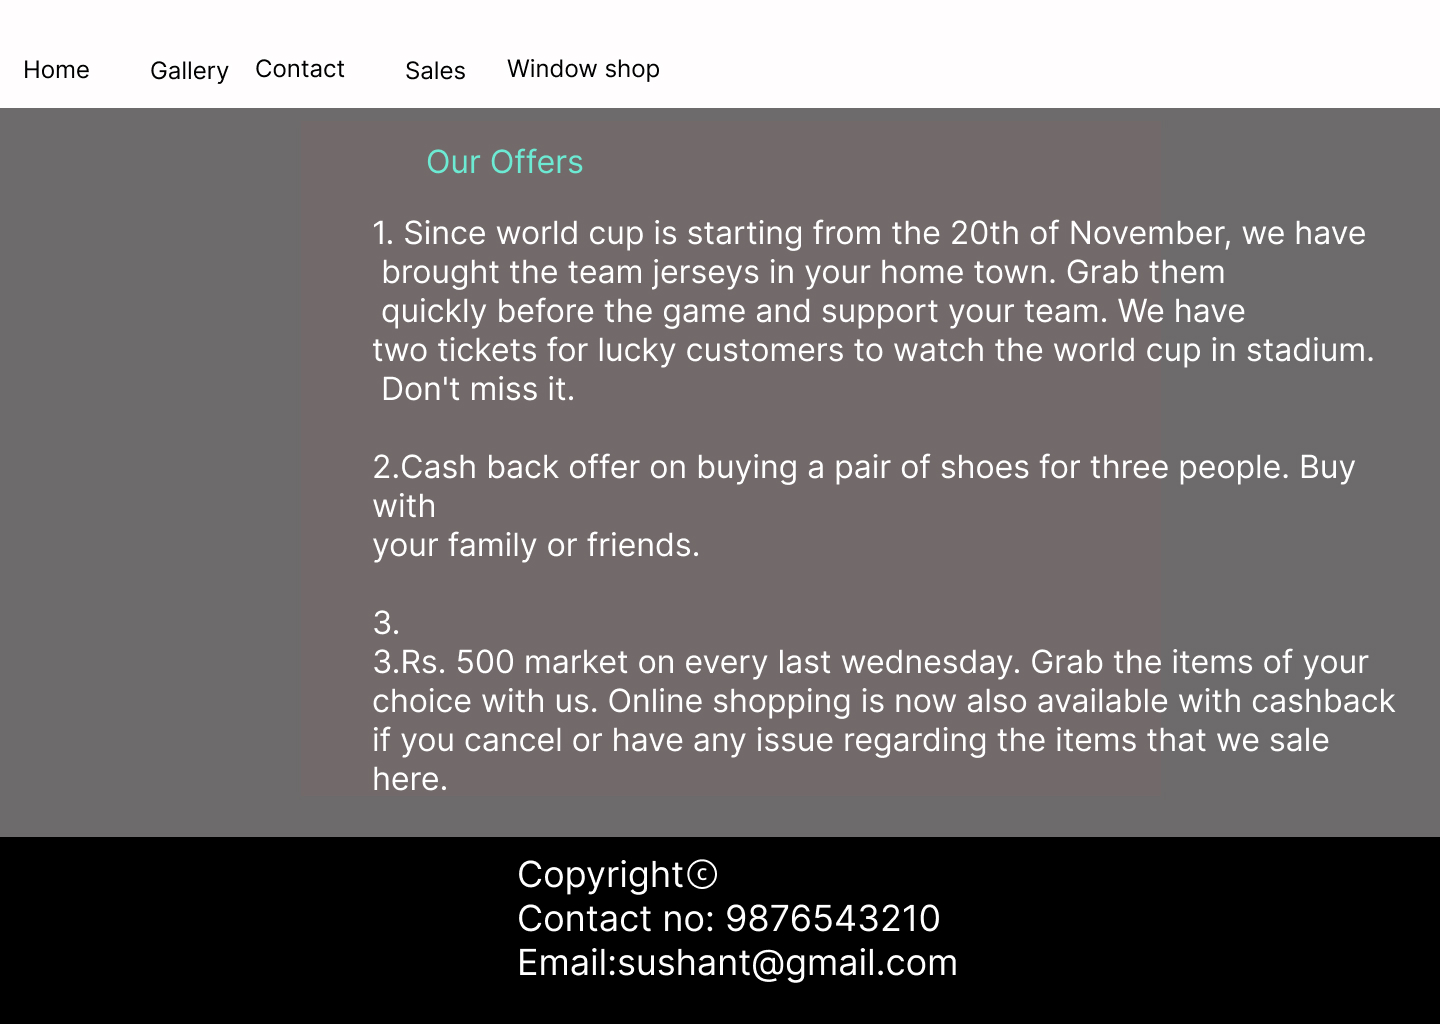 Home Gallery Contact Sales Window shop
Our Offers
1. Since world cup is starting from the 20th of November, we have
brought the team jerseys in your home town. Grab them
quickly before the game and support your team. We have
two tickets for lucky customers to watch the world cup in stadium.
Don't miss it.
2.Cash back offer on buying a pair of shoes for three people. Buy
with
your family or friends.
3.
3.Rs. 500 market on every last wednesday. Grab the items of your
choice with us. Online shopping is now also available with cashback
if you cancel or have any issue regarding the items that we sale
here.
Copyrightⓒ
Contact no: 9876543210
Email:sushant@gmail.com